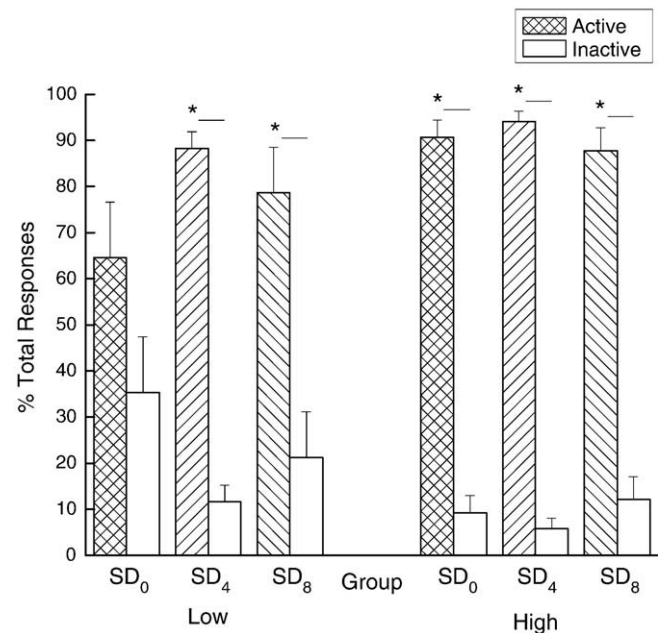 Active
Inactive
% Total Responses
100
90
80
70
60
50
40
30
20
10
0
* * * * *
SD₀ SD₄ SD₈ Group SD₀ SD₄ SD₈
Low High